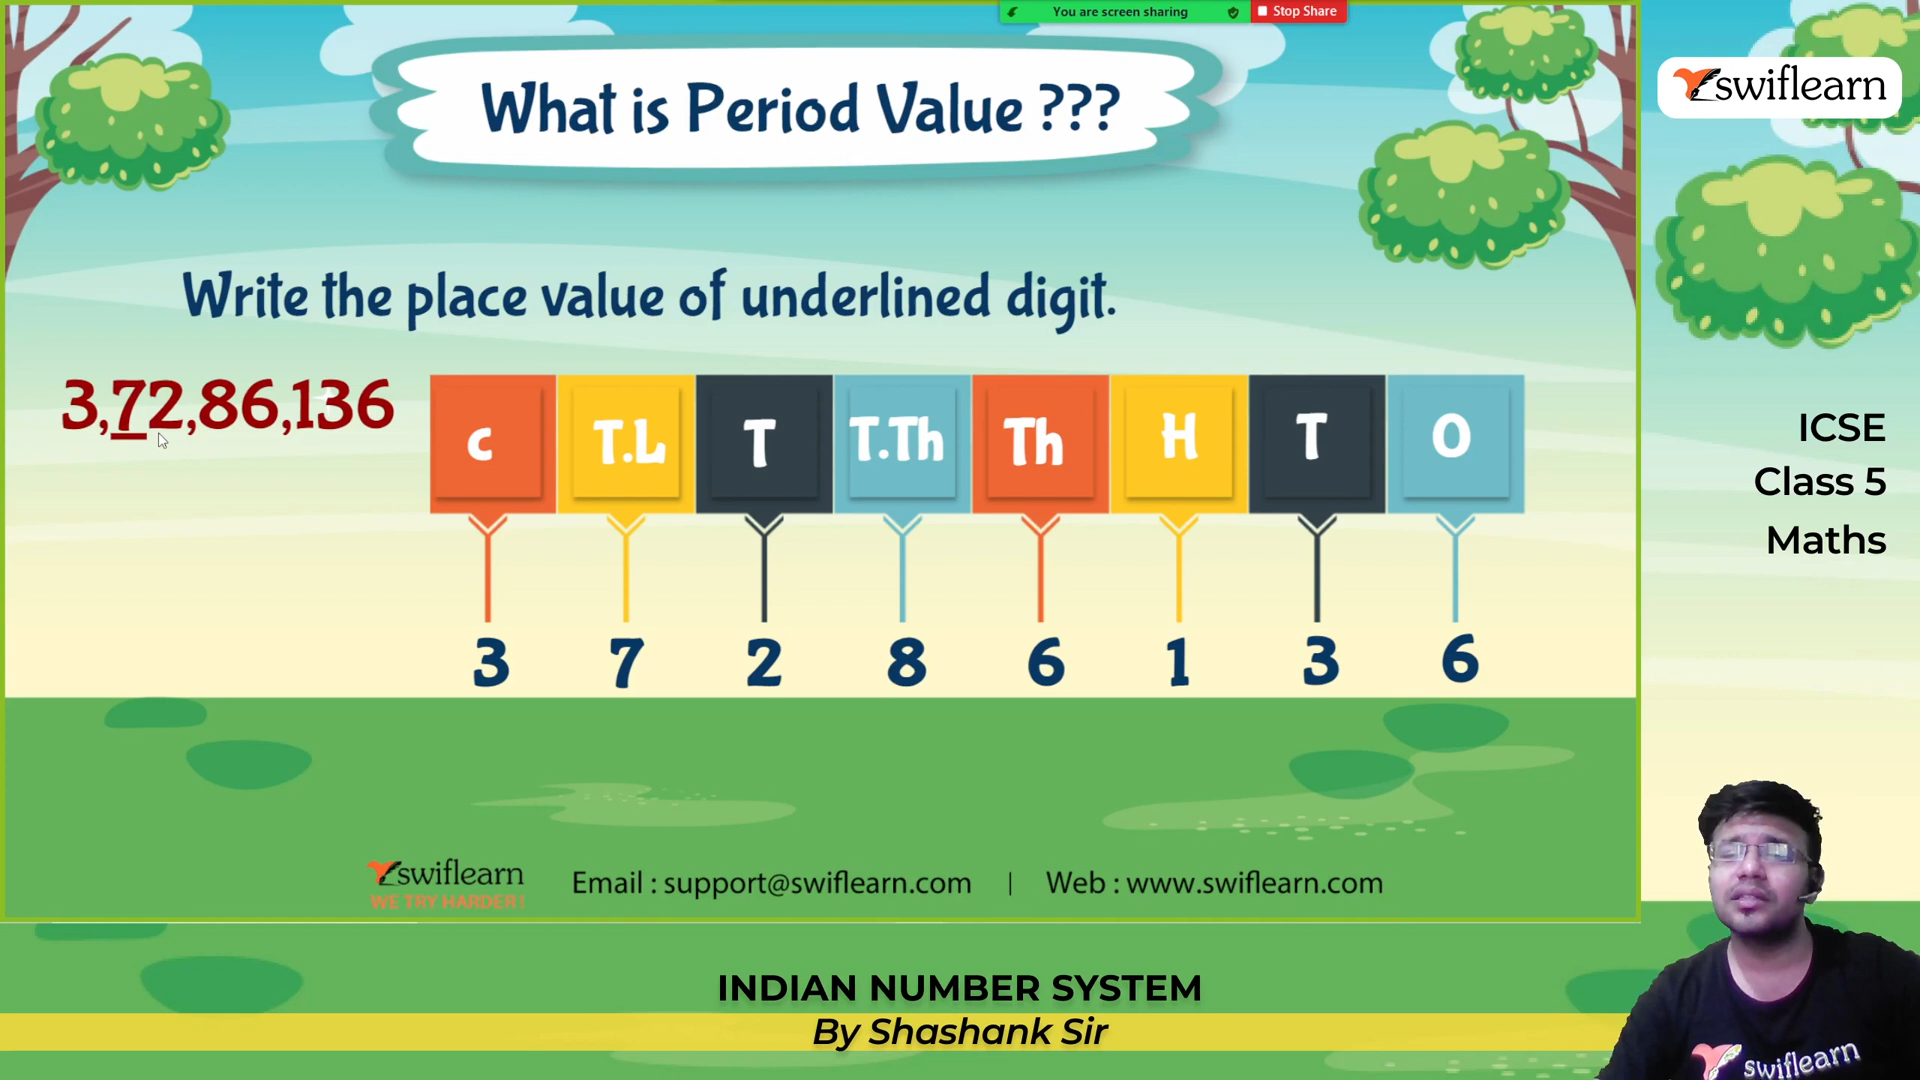 You are screen sharing
Stop Share
What is Period Value ???
swiflearn
Write the place value of underlined digit.
3,72,86,136
c T.L T T.Th Th H T O
3 7 2 8 6 1 3 6
ICSE
Class 5
Maths
swiflearn
WE TRY HARDER!
Email : support@swiflearn.com | Web : www.swiflearn.com
INDIAN NUMBER SYSTEM
By Shashank Sir
swiflearn